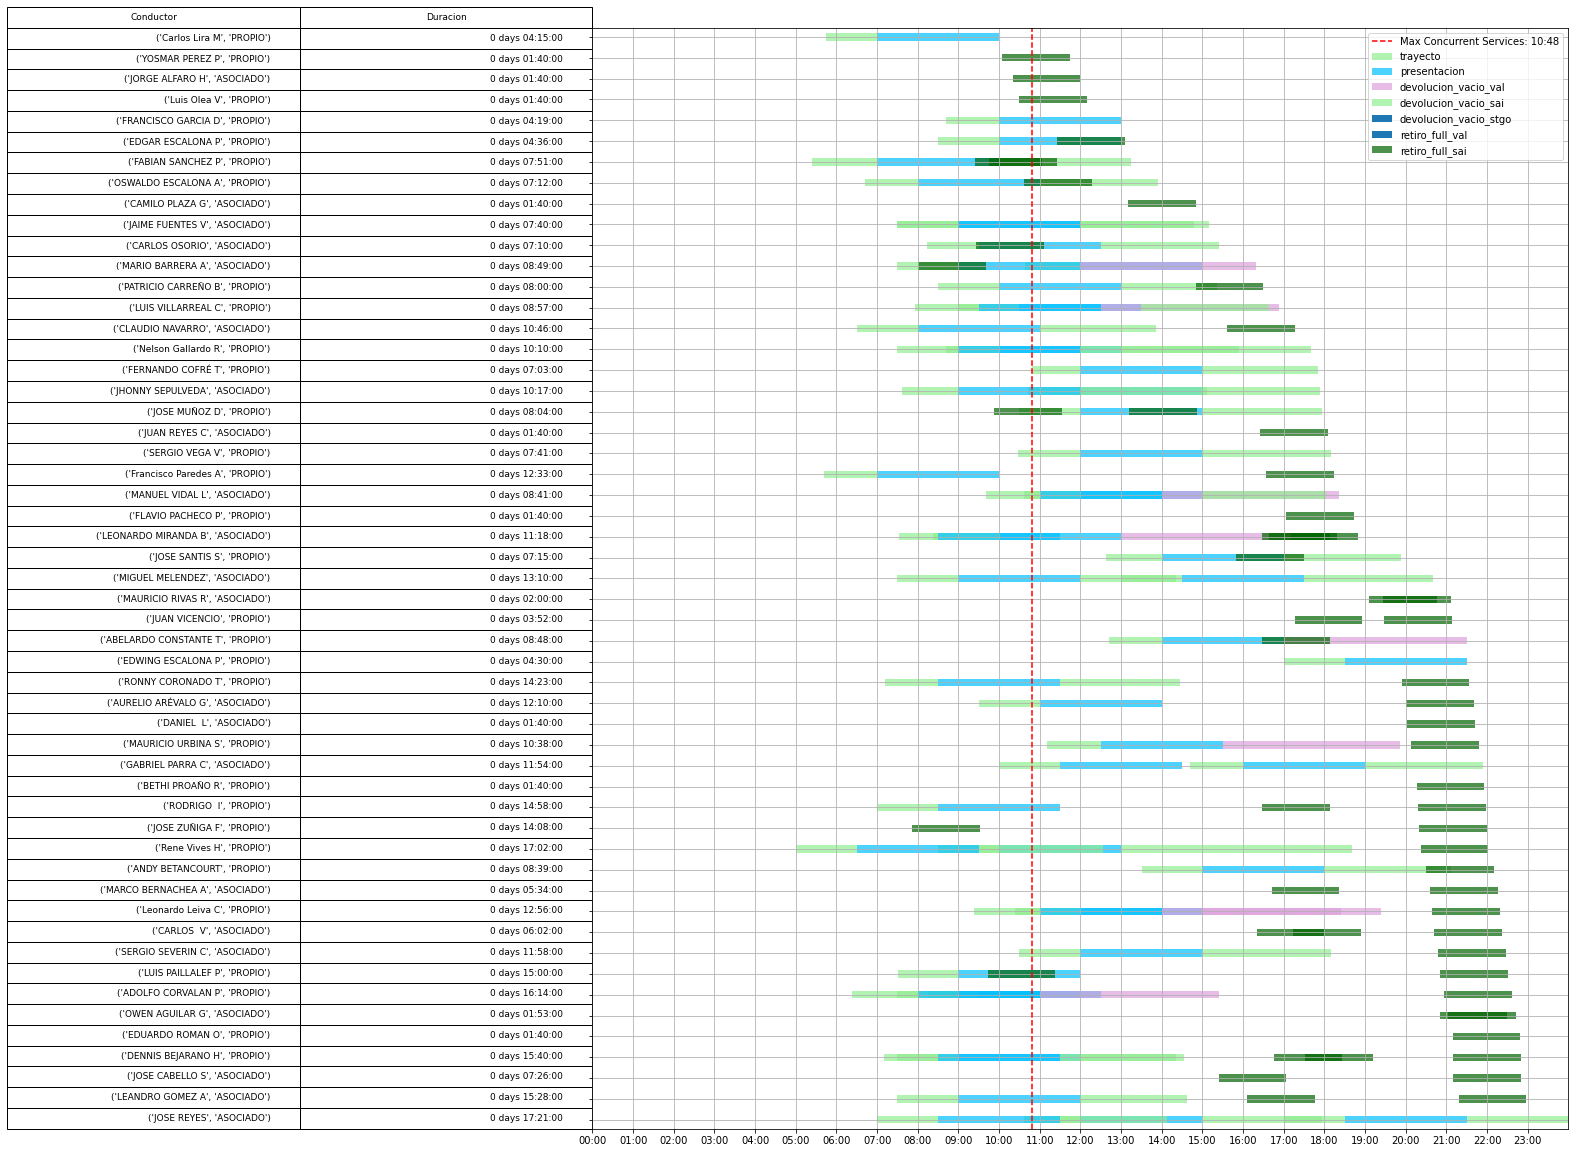 Conductor Duracion
('Carlos Lira M', 'PROPIO') 0 days 04:15:00
('YOSMAR PEREZ P', 'PROPIO') 0 days 01:40:00
('JORGE ALFARO H', 'ASOCIADO') 0 days 01:40:00
('Luis Olea V', 'PROPIO') 0 days 01:40:00
('FRANCISCO GARCIA D', 'PROPIO') 0 days 04:19:00
('EDGAR ESCALONA P', 'PROPIO') 0 days 04:36:00
('FABIAN SANCHEZ P', 'PROPIO') 0 days 07:51:00
('OSWALDO ESCALONA A', 'PROPIO') 0 days 07:12:00
('CAMILO PLAZA G', 'ASOCIADO') 0 days 01:40:00
('JAIME FUENTES V', 'ASOCIADO') 0 days 07:40:00
('CARLOS OSORIO', 'ASOCIADO') 0 days 07:10:00
('MARIO BARRERA A', 'ASOCIADO') 0 days 08:49:00
('PATRICIO CARREÑO B', 'PROPIO') 0 days 08:00:00
('LUIS VILLARREAL C', 'PROPIO') 0 days 08:57:00
('CLAUDIO NAVARRO', 'ASOCIADO') 0 days 10:46:00
('Nelson Gallardo R', 'PROPIO') 0 days 10:10:00
('FERNANDO COFRÉ T', 'PROPIO') 0 days 07:03:00
('JHONNY SEPULVEDA', 'ASOCIADO') 0 days 10:17:00
('JOSE MUÑOZ D', 'PROPIO') 0 days 08:04:00
('JUAN REYES C', 'ASOCIADO') 0 days 01:40:00
('SERGIO VEGA V', 'PROPIO') 0 days 07:41:00
('Francisco Paredes A', 'PROPIO') 0 days 12:33:00
('MANUEL VIDAL L', 'ASOCIADO') 0 days 08:41:00
('FLAVIO PACHECO P', 'PROPIO') 0 days 01:40:00
('LEONARDO MIRANDA B', 'ASOCIADO') 0 days 11:18:00
('JOSE SANTIS S', 'PROPIO') 0 days 07:15:00
('MIGUEL MELENDEZ', 'ASOCIADO') 0 days 13:10:00
('MAURICIO RIVAS R', 'ASOCIADO') 0 days 02:00:00
('JUAN VICENCIO', 'PROPIO') 0 days 03:52:00
('ABELARDO CONSTANTE T', 'PROPIO') 0 days 08:48:00
('EDWING ESCALONA P', 'PROPIO') 0 days 04:30:00
('RONNY CORONADO T', 'PROPIO') 0 days 14:23:00
('AURELIO ARÉVALO G', 'ASOCIADO') 0 days 12:10:00
('DANIEL  L', 'ASOCIADO') 0 days 01:40:00
('MAURICIO URBINA S', 'PROPIO') 0 days 10:38:00
('GABRIEL PARRA C', 'ASOCIADO') 0 days 11:54:00
('BETHI PROAÑO R', 'PROPIO') 0 days 01:40:00
('RODRIGO  I', 'PROPIO') 0 days 14:58:00
('JOSE ZUÑIGA F', 'PROPIO') 0 days 14:08:00
('Rene Vives H', 'PROPIO') 0 days 17:02:00
('ANDY BETANCOURT', 'PROPIO') 0 days 08:39:00
('MARCO BERNACHEA A', 'ASOCIADO') 0 days 05:34:00
('Leonardo Leiva C', 'PROPIO') 0 days 12:56:00
('CARLOS  V', 'ASOCIADO') 0 days 06:02:00
('SERGIO SEVERIN C', 'ASOCIADO') 0 days 11:58:00
('LUIS PAILLALEF P', 'PROPIO') 0 days 15:00:00
('ADOLFO CORVALAN P', 'PROPIO') 0 days 16:14:00
('OWEN AGUILAR G', 'ASOCIADO') 0 days 01:53:00
('EDUARDO ROMAN O', 'PROPIO') 0 days 01:40:00
('DENNIS BEJARANO H', 'PROPIO') 0 days 15:40:00
('JOSE CABELLO S', 'ASOCIADO') 0 days 07:26:00
('LEANDRO GOMEZ A', 'ASOCIADO') 0 days 15:28:00
('JOSE REYES', 'ASOCIADO') 0 days 17:21:00
Max Concurrent Services: 10:48
trayecto
presentacion
devolucion_vacio_val
devolucion_vacio_sai
devolucion_vacio_stgo
retiro_full_val
retiro_full_sai
00:00 01:00 02:00 03:00 04:00 05:00 06:00 07:00 08:00 09:00 10:00 11:00 12:00 13:00 14:00 15:00 16:00 17:00 18:00 19:00 20:00 21:00 22:00 23:00